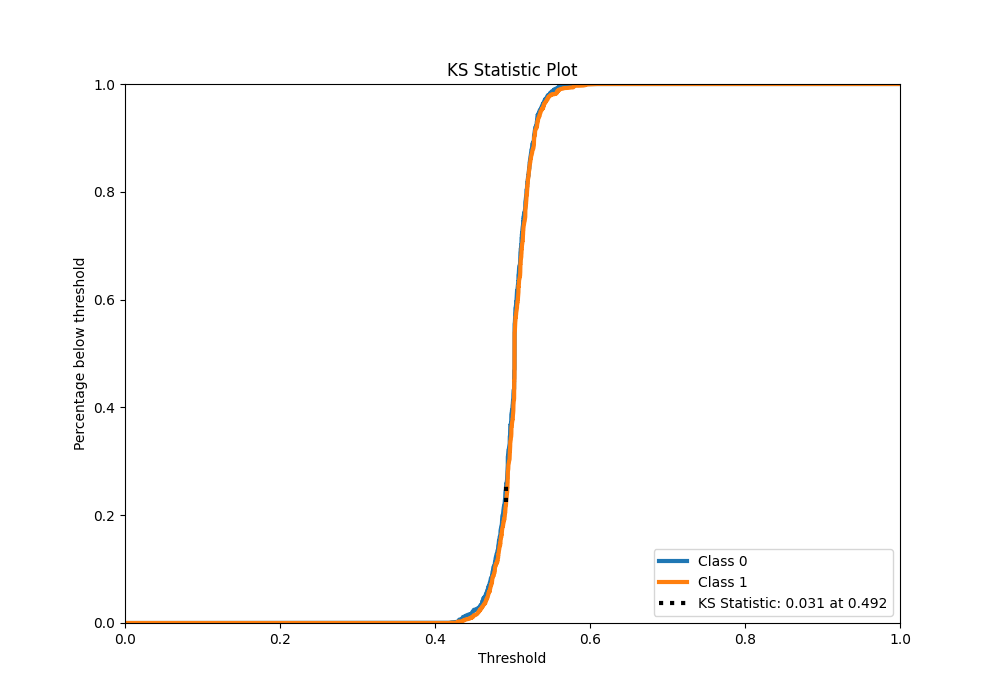 KS Statistic Plot
Percentage below threshold
1.0
0.8
0.6
0.4
0.2
0.0
0.0 0.2 0.4 0.6 0.8 1.0
Threshold
Class 0
Class 1
KS Statistic: 0.031 at 0.492